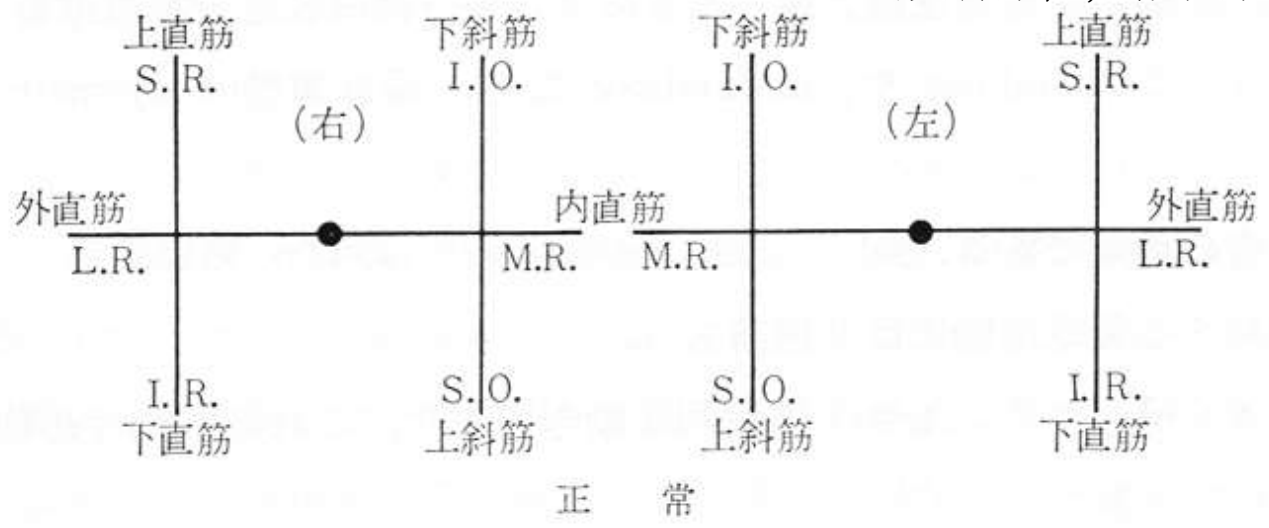 上直筋 下斜筋 下斜筋 上直筋
S.R. I.O. I.O. S.R.
(右) (左)
外直筋 内直筋 外直筋
L.R. M.R. M.R. L.R.
I.R. S.O. S.O. I.R.
下直筋 上斜筋 上斜筋 下直筋
正 常